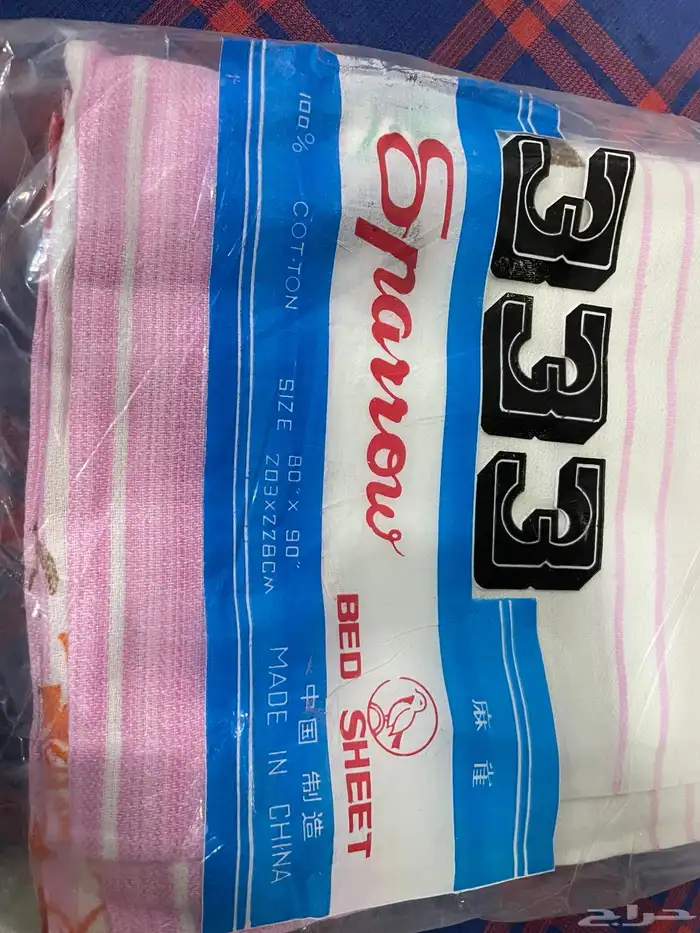 333
麻雀
Sparrow
BED SHEET
中国制造
100% COTTON SIZE 80"X 90" MADE IN CHINA
203X228CM
حراج